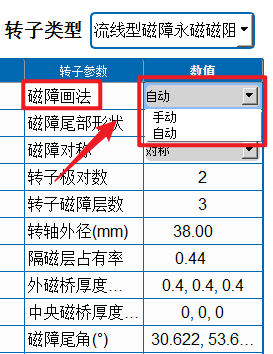 转子类型 流线型磁障永磁磁阻
转子参数 数值
磁障画法 自动
手动
自动
磁障尾部形状
磁障对称 对称
转子极对数 2
转子磁障层数 3
转轴外径(mm) 38.00
隔磁层占有率 0.44
外磁桥厚度... 0.4, 0.4, 0.4
中央磁桥厚度... 0, 0, 0
磁障尾角(°) 30.622, 53.6...